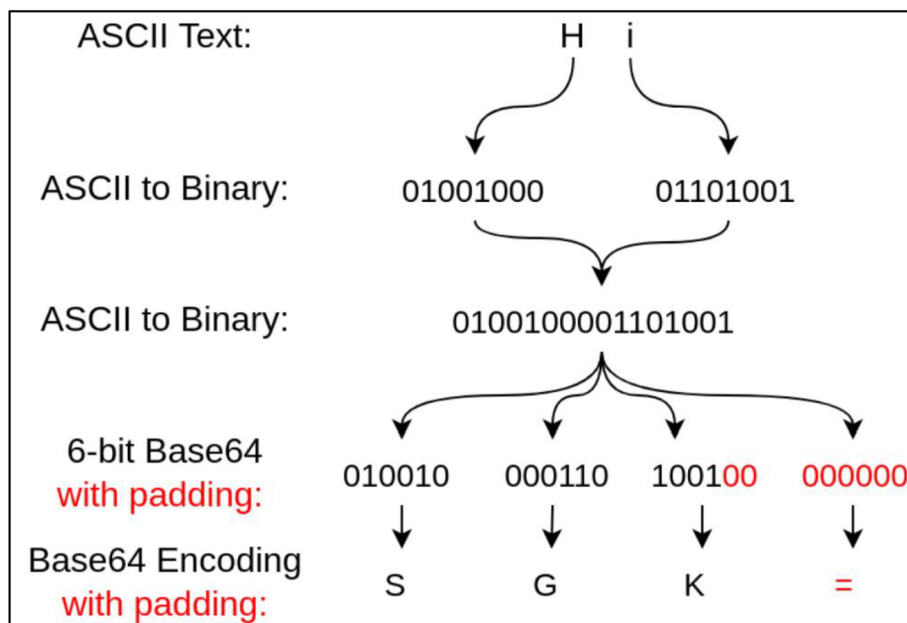 ASCII Text: H i
ASCII to Binary: 01001000 01101001
ASCII to Binary: 0100100001101001
6-bit Base64
with padding: 010010 000110 100100 000000
Base64 Encoding
with padding: S G K =